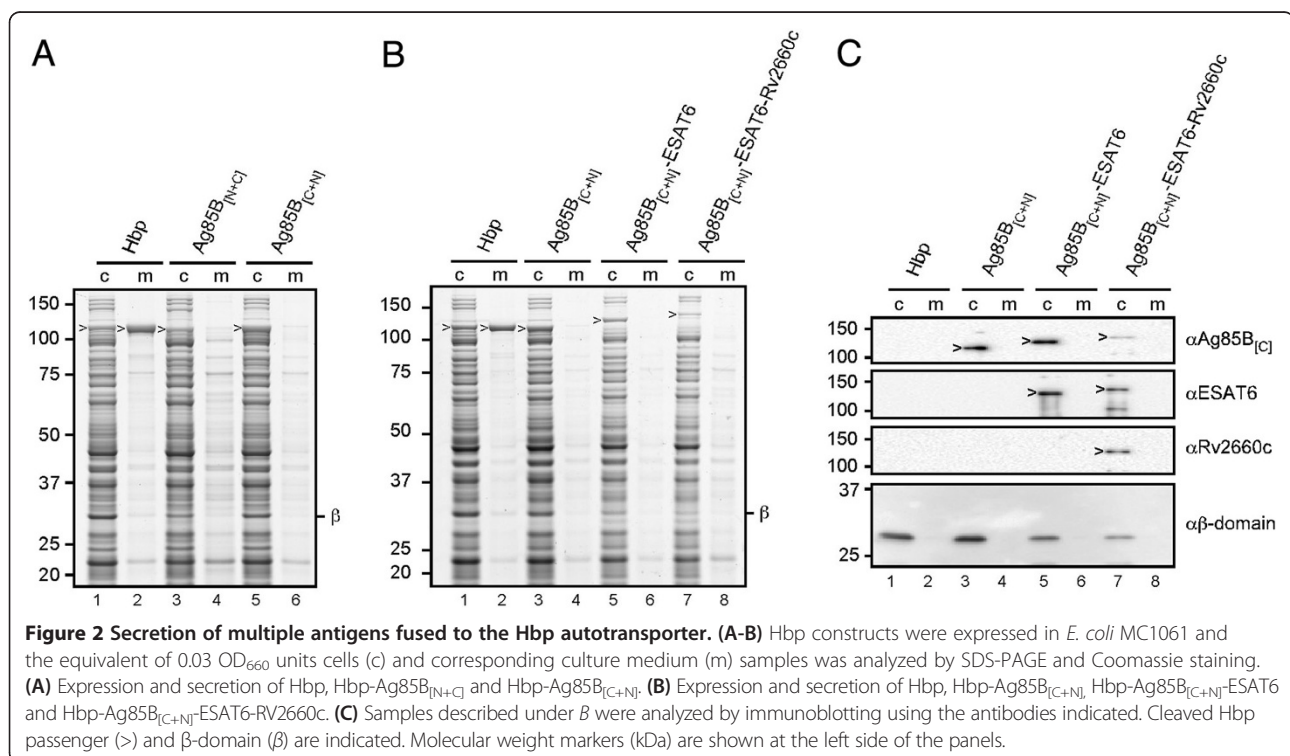 A
Hbp
Ag85B[N+C]
Ag85B[C+N]
c m c m c m
150
100
75
50
37
25
20
> > > >
β
1 2 3 4 5 6
B
Hbp
Ag85B[C+N]
Ag85B[C+N]-ESAT6
Ag85B[C+N]-ESAT6-Rv2660c
c m c m c m c m
150
100
75
50
37
25
20
> > > > >
β
1 2 3 4 5 6 7 8
C
Hbp
Ag85B[C+N]
Ag85B[C+N]-ESAT6
Ag85B[C+N]-ESAT6-Rv2660c
c m c m c m c m
150
100
> > >
αAg85B[C]
150
100
> >
αESAT6
150
100
>
αRv2660c
37
25
αβ-domain
1 2 3 4 5 6 7 8
Figure 2 Secretion of multiple antigens fused to the Hbp autotransporter. (A-B) Hbp constructs were expressed in E. coli MC1061 and
the equivalent of 0.03 OD660 units cells (c) and corresponding culture medium (m) samples was analyzed by SDS-PAGE and Coomassie staining.
(A) Expression and secretion of Hbp, Hbp-Ag85B[N+C] and Hbp-Ag85B[C+N]. (B) Expression and secretion of Hbp, Hbp-Ag85B[C+N], Hbp-Ag85B[C+N]-ESAT6
and Hbp-Ag85B[C+N]-ESAT6-RV2660c. (C) Samples described under B were analyzed by immunoblotting using the antibodies indicated. Cleaved Hbp
passenger (>) and β-domain (β) are indicated. Molecular weight markers (kDa) are shown at the left side of the panels.